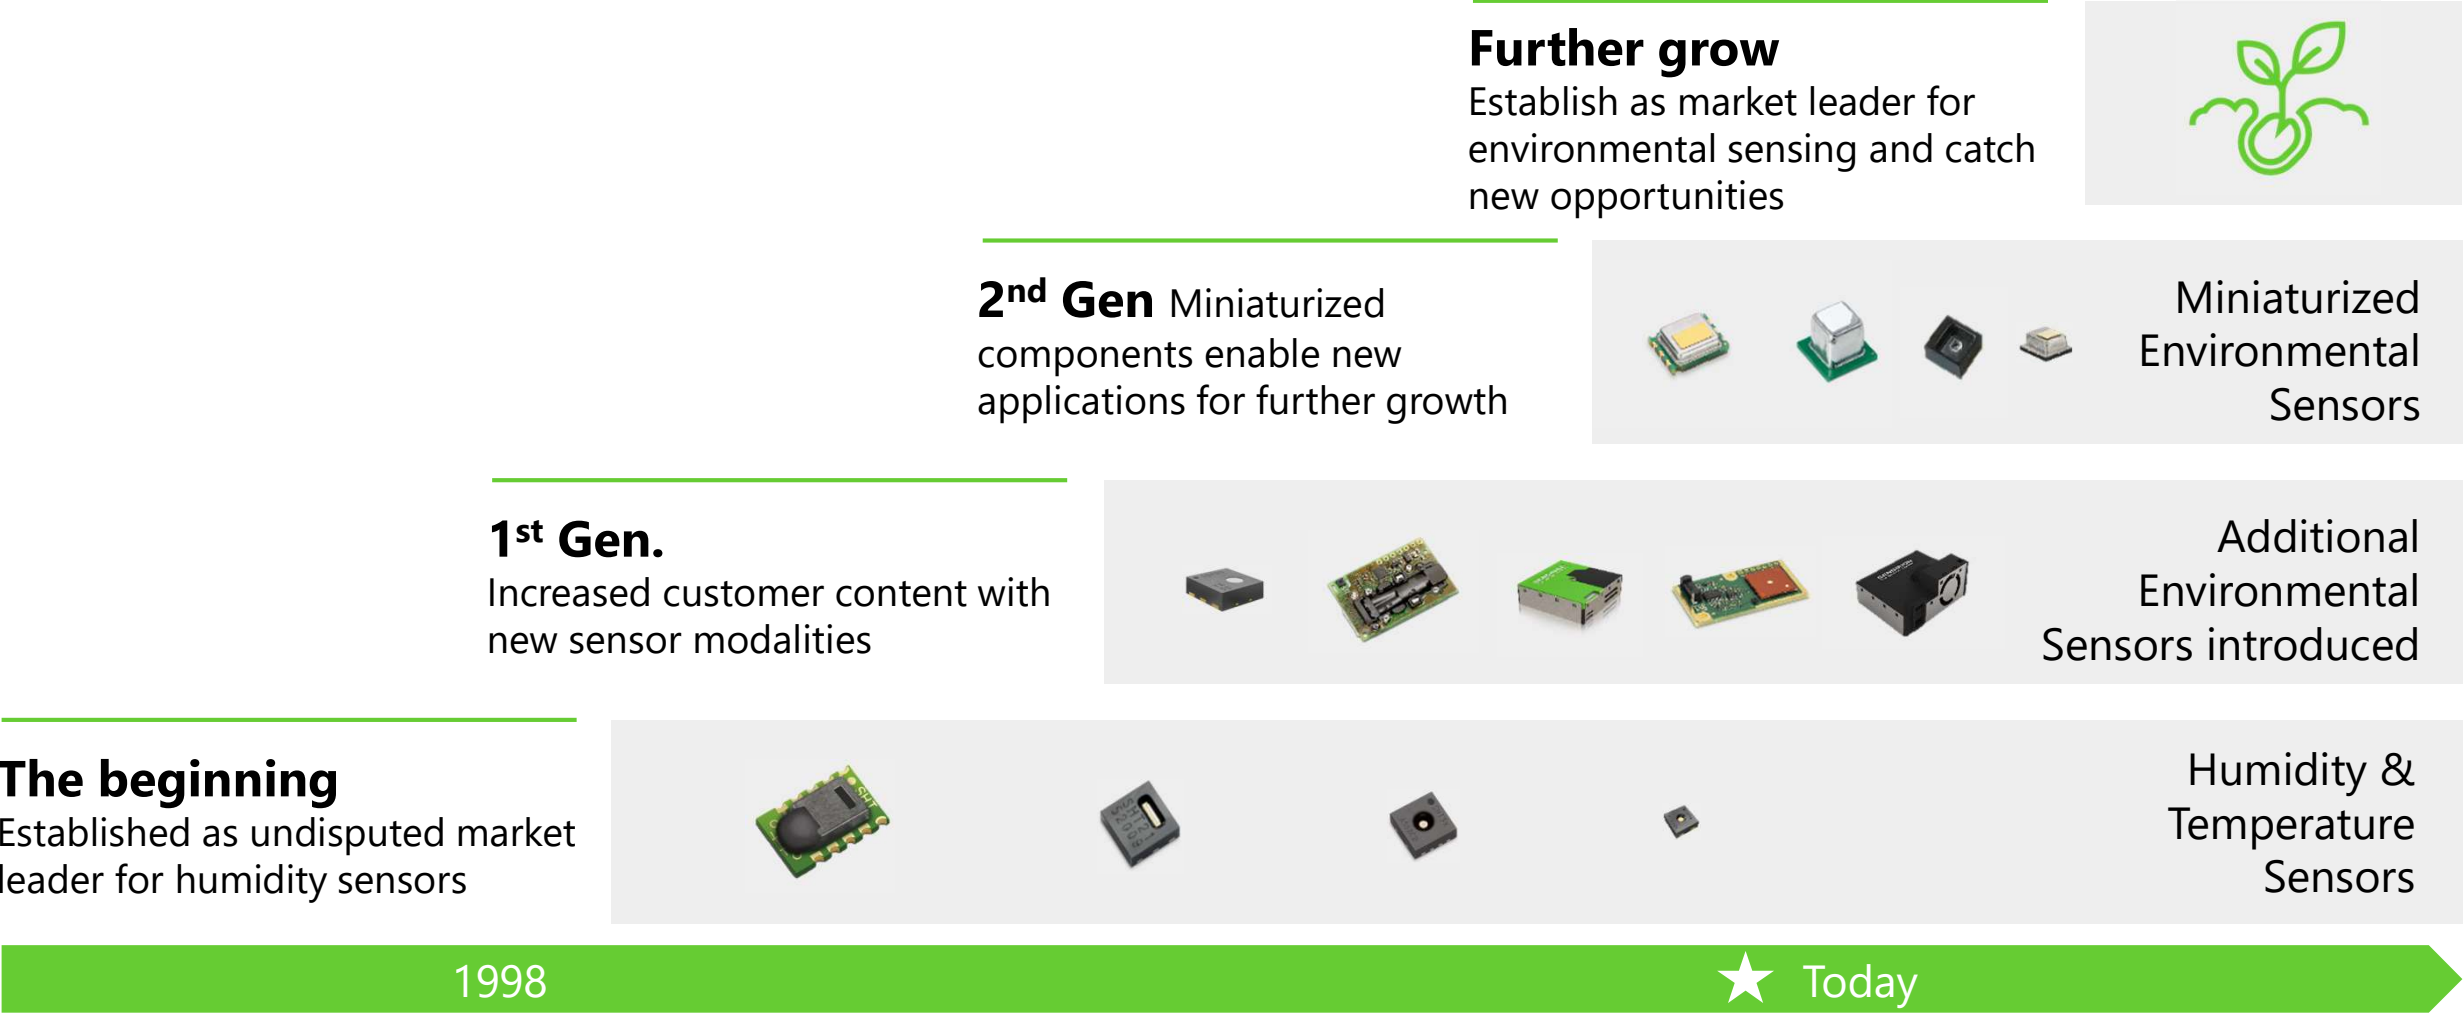 Further grow
Establish as market leader for
environmental sensing and catch
new opportunities
2nd Gen Miniaturized
components enable new
applications for further growth
Miniaturized
Environmental
Sensors
1st Gen.
Increased customer content with
new sensor modalities
Additional
Environmental
Sensors introduced
The beginning
Established as undisputed market
leader for humidity sensors
SHT
Humidity &
Temperature
Sensors
1998
Today